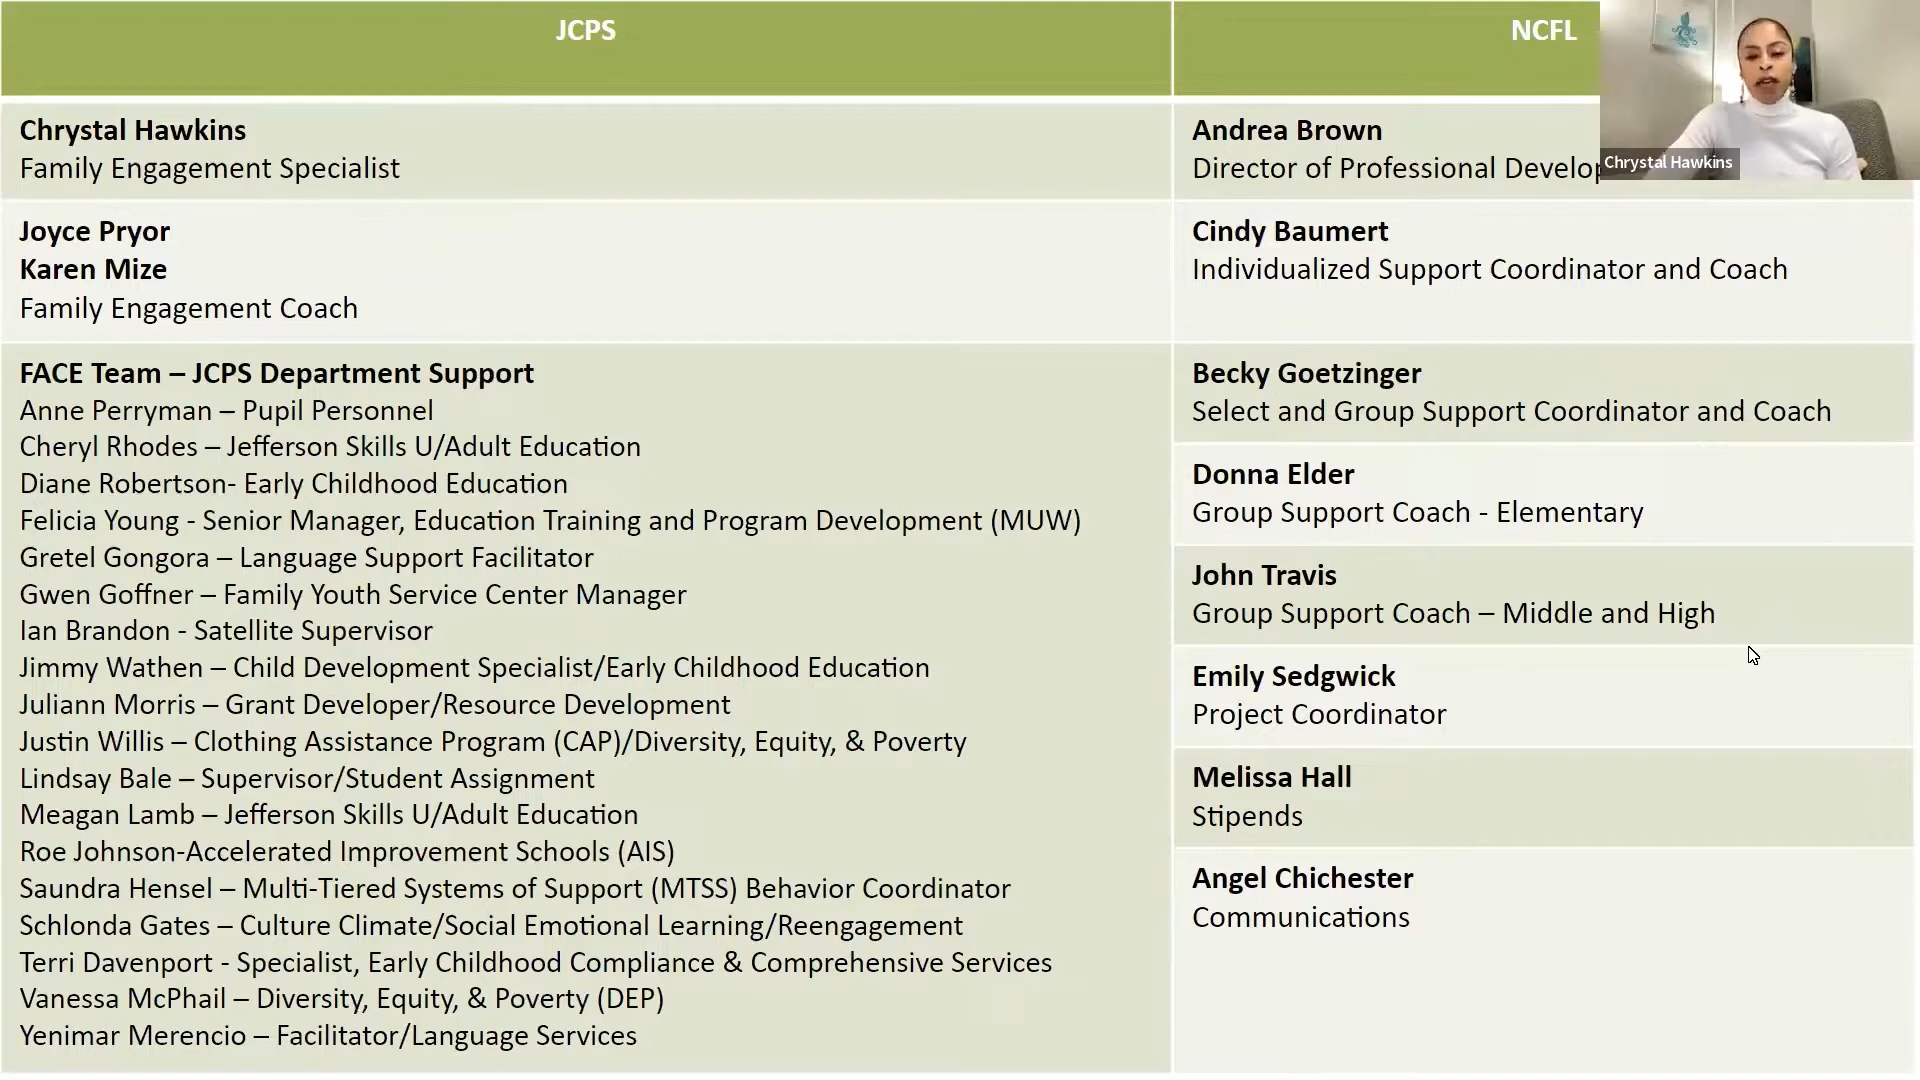 JCPS
NCFL
Chrystal Hawkins
Family Engagement Specialist
Andrea Brown
Director of Professional
Chrystal Hawkins
Joyce Pryor
Karen Mize
Family Engagement Coach
Cindy Baumert
Individualized Support Coordinator and Coach
FACE Team – JCPS Department Support
Anne Perryman – Pupil Personnel
Cheryl Rhodes – Jefferson Skills U/Adult Education
Diane Robertson- Early Childhood Education
Felicia Young - Senior Manager, Education Training and Program Development (MUW)
Gretel Gongora – Language Support Facilitator
Gwen Goffner – Family Youth Service Center Manager
Ian Brandon - Satellite Supervisor
Jimmy Wathen – Child Development Specialist/Early Childhood Education
Juliann Morris – Grant Developer/Resource Development
Justin Willis – Clothing Assistance Program (CAP)/Diversity, Equity, & Poverty
Lindsay Bale – Supervisor/Student Assignment
Meagan Lamb – Jefferson Skills U/Adult Education
Roe Johnson-Accelerated Improvement Schools (AIS)
Saundra Hensel – Multi-Tiered Systems of Support (MTSS) Behavior Coordinator
Schlonda Gates – Culture Climate/Social Emotional Learning/Reengagement
Terri Davenport - Specialist, Early Childhood Compliance & Comprehensive Services
Vanessa McPhail – Diversity, Equity, & Poverty (DEP)
Yenimar Merencio – Facilitator/Language Services
Becky Goetzinger
Select and Group Support Coordinator and Coach
Donna Elder
Group Support Coach - Elementary
John Travis
Group Support Coach – Middle and High
Emily Sedgwick
Project Coordinator
Melissa Hall
Stipends
Angel Chichester
Communications